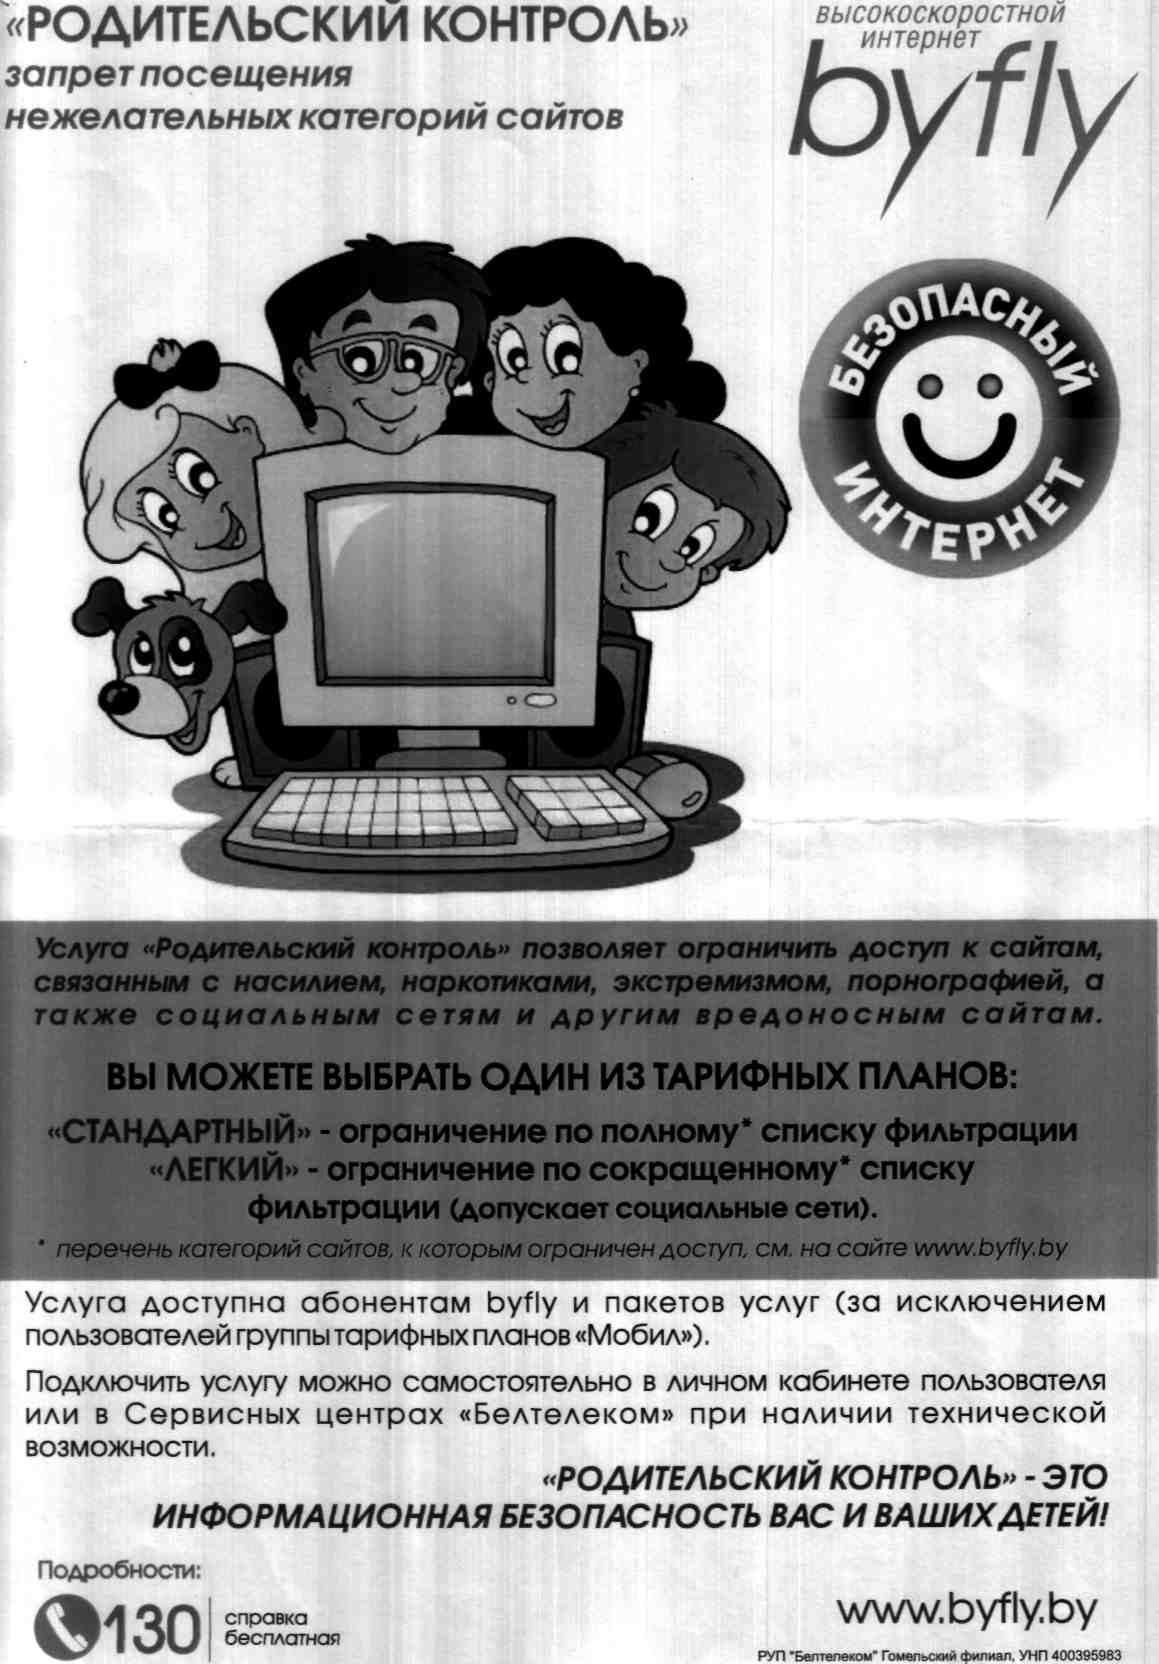 «РОДИТЕЛЬСКИЙ КОНТРОЛЬ»
запрет посещения
нежелательных категорий сайтов
ВЫСОКОСКОРОСТНОЙ
ИНТЕРНЕТ
byfly
БЕЗОПАСНЫЙ
ИНТЕРНЕТ
Услуга «Родительский контроль» позволяет ограничить доступ к сайтам,
связанным с насилием, наркотиками, экстремизмом, порнографией, а
также социальным сетям и другим вредоносным сайтам.
ВЫ МОЖЕТЕ ВЫБРАТЬ ОДИН ИЗ ТАРИФНЫХ ПЛАНОВ:
«СТАНДАРТНЫЙ» - ограничение по полному* списку фильтрации
«ЛЕГКИЙ» - ограничение по сокращенному* списку
фильтрации (допускает социальные сети).
* перечень категорий сайтов, к которым ограничен доступ, см. на сайте www.byfly.by
Услуга доступна абонентам byfly и пакетов услуг (за исключением
пользователей группы тарифных планов «Мобил»).
Подключить услугу можно самостоятельно в личном кабинете пользователя
или в Сервисных центрах «Белтелеком» при наличии технической
возможности.
«РОДИТЕЛЬСКИЙ КОНТРОЛЬ» - ЭТО
ИНФОРМАЦИОННАЯ БЕЗОПАСНОСТЬ ВАС И ВАШИХ ДЕТЕЙ!
Подробности:
130
справка
бесплатная
www.byfly.by
РУП "Белтелеком" Гомельский филиал, УНП 400395983